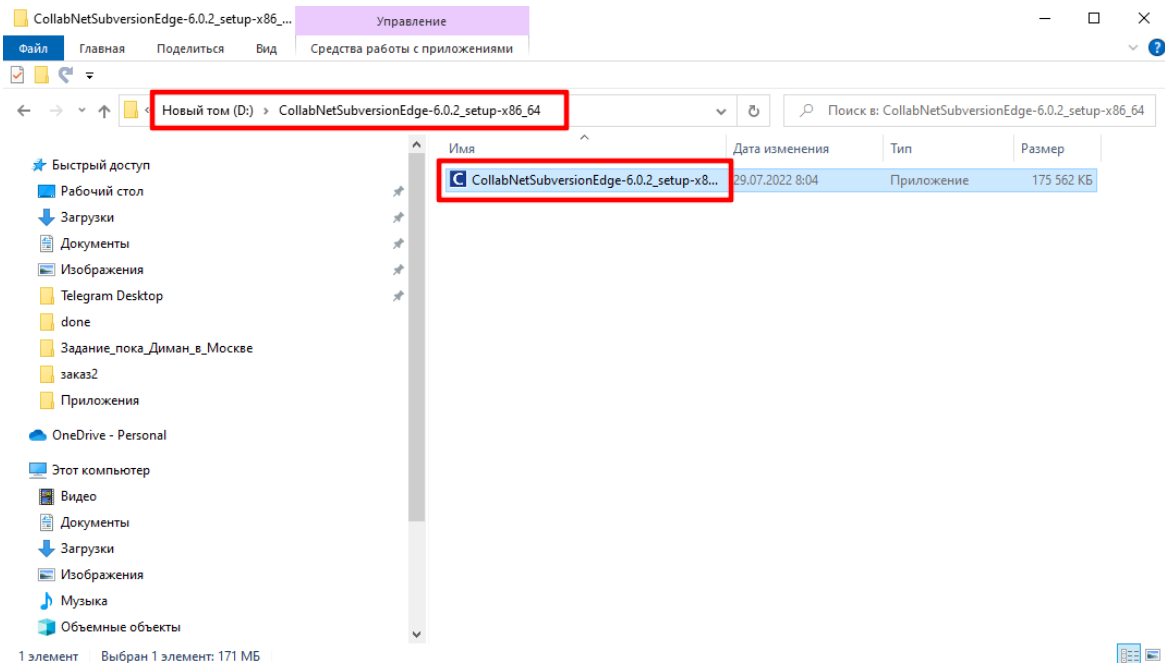 CollabNetSubversionEdge-6.0.2_setup-x86_...
Управление
Файл Главная Поделиться Вид Средства работы с приложениями
Новый том (D:) › CollabNetSubversionEdge-6.0.2_setup-x86_64
Поиск в: CollabNetSubversionEdge-6.0.2_setup-x86_64
Имя Дата изменения Тип Размер
CollabNetSubversionEdge-6.0.2_setup-x8... 29.07.2022 8:04 Приложение 175 562 КБ
Быстрый доступ
Рабочий стол
Загрузки
Документы
Изображения
Telegram Desktop
done
Задание_пока_Диман_в_Москве
заказ2
Приложения
OneDrive - Personal
Этот компьютер
Видео
Документы
Загрузки
Изображения
Музыка
Объемные объекты
1 элемент Выбран 1 элемент: 171 МБ